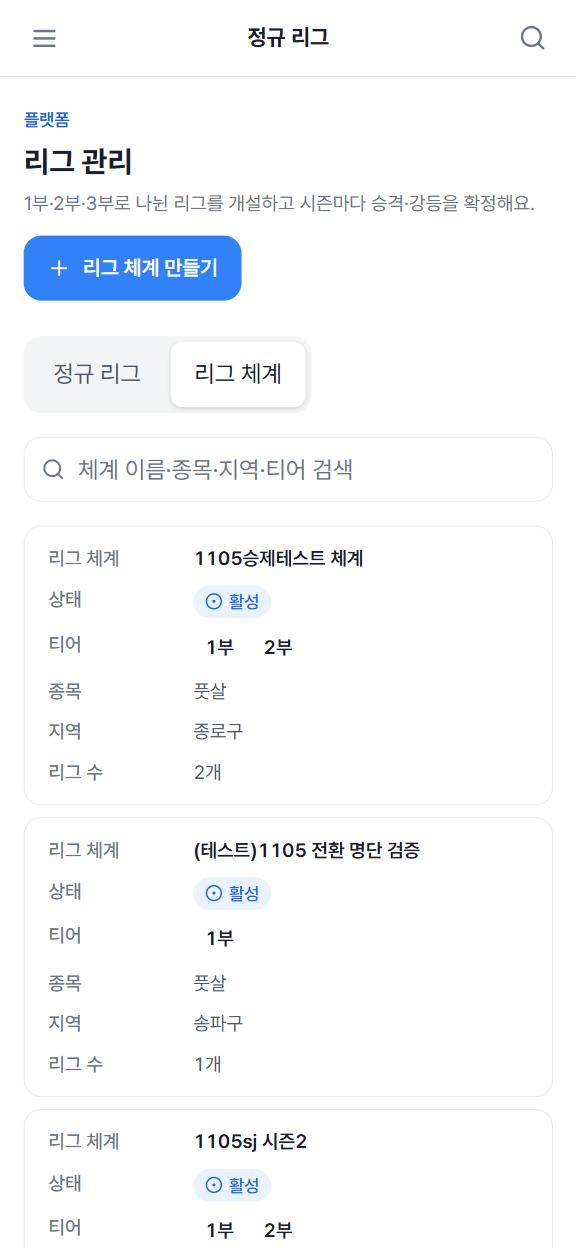 정규 리그
플랫폼
리그 관리
1부·2부·3부로 나뉜 리그를 개설하고 시즌마다 승격·강등을 확정해요.
리그 체계 만들기
정규 리그 리그 체계
체계 이름·종목·지역·티어 검색
리그 체계 1105승제테스트 체계
상태 활성
티어 1부 2부
종목 풋살
지역 종로구
리그 수 2개
리그 체계 (테스트)1105 전환 명단 검증
상태 활성
티어 1부
종목 풋살
지역 송파구
리그 수 1개
리그 체계 1105sj 시즌2
상태 활성
티어 1부 2부